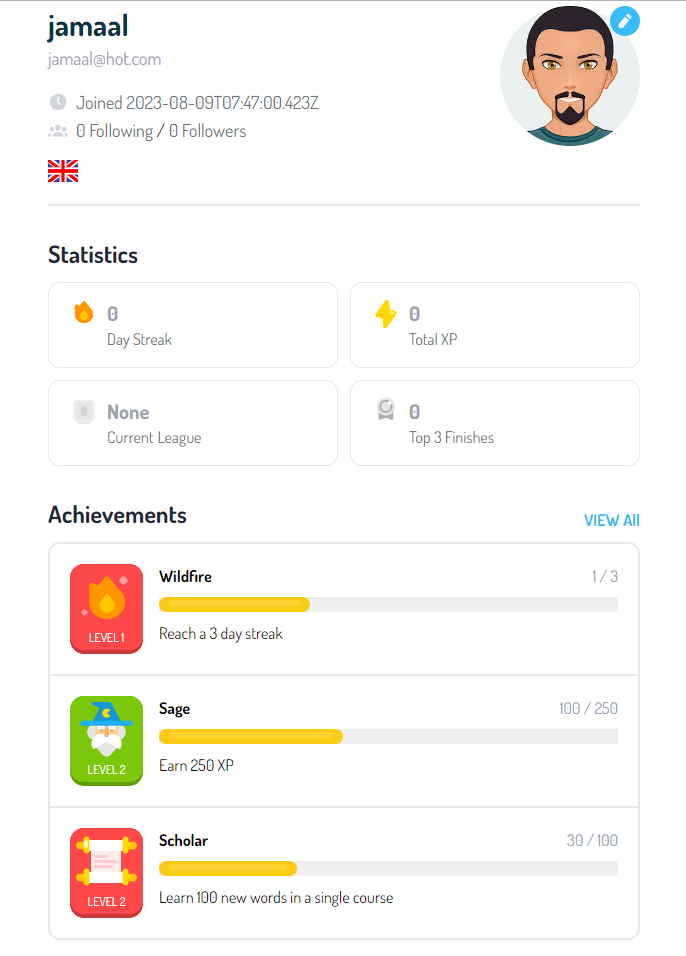 jamaal
jamaal@hot.com
Joined 2023-08-09T07:47:00.423Z
0 Following / 0 Followers
Statistics
0
Day Streak
0
Total XP
None
Current League
0
Top 3 Finishes
Achievements
VIEW All
LEVEL 1
Wildfire
1 / 3
Reach a 3 day streak
LEVEL 2
Sage
100 / 250
Earn 250 XP
LEVEL 2
Scholar
30 / 100
Learn 100 new words in a single course